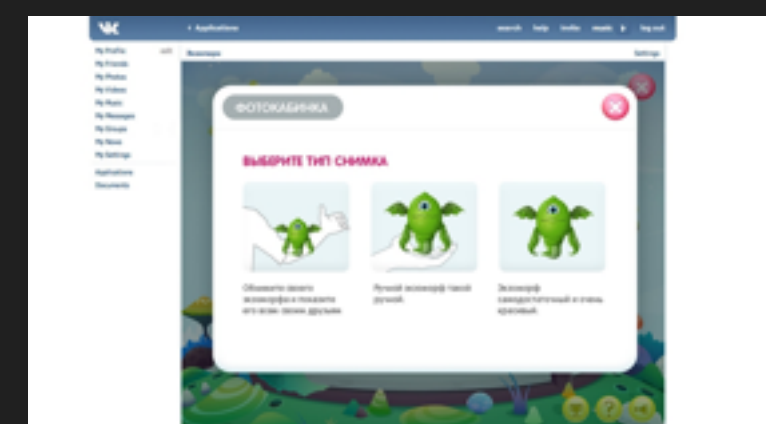 ‹ Applications
search help invite music log out
My Profile edit
My Friends
My Photos
My Videos
My Music
My Messages
My Groups
My News
My Settings
Applications
Documents
Settings
ФОТОКАБИНКА
ВЫБЕРИТЕ ТИП СНИМКА
Обнимите своего
экзоморфа и покажите
его всем своим друзьям
Ручной экзоморф такой
ручной.
Экзоморф
самодостаточный и очень
красивый.
?